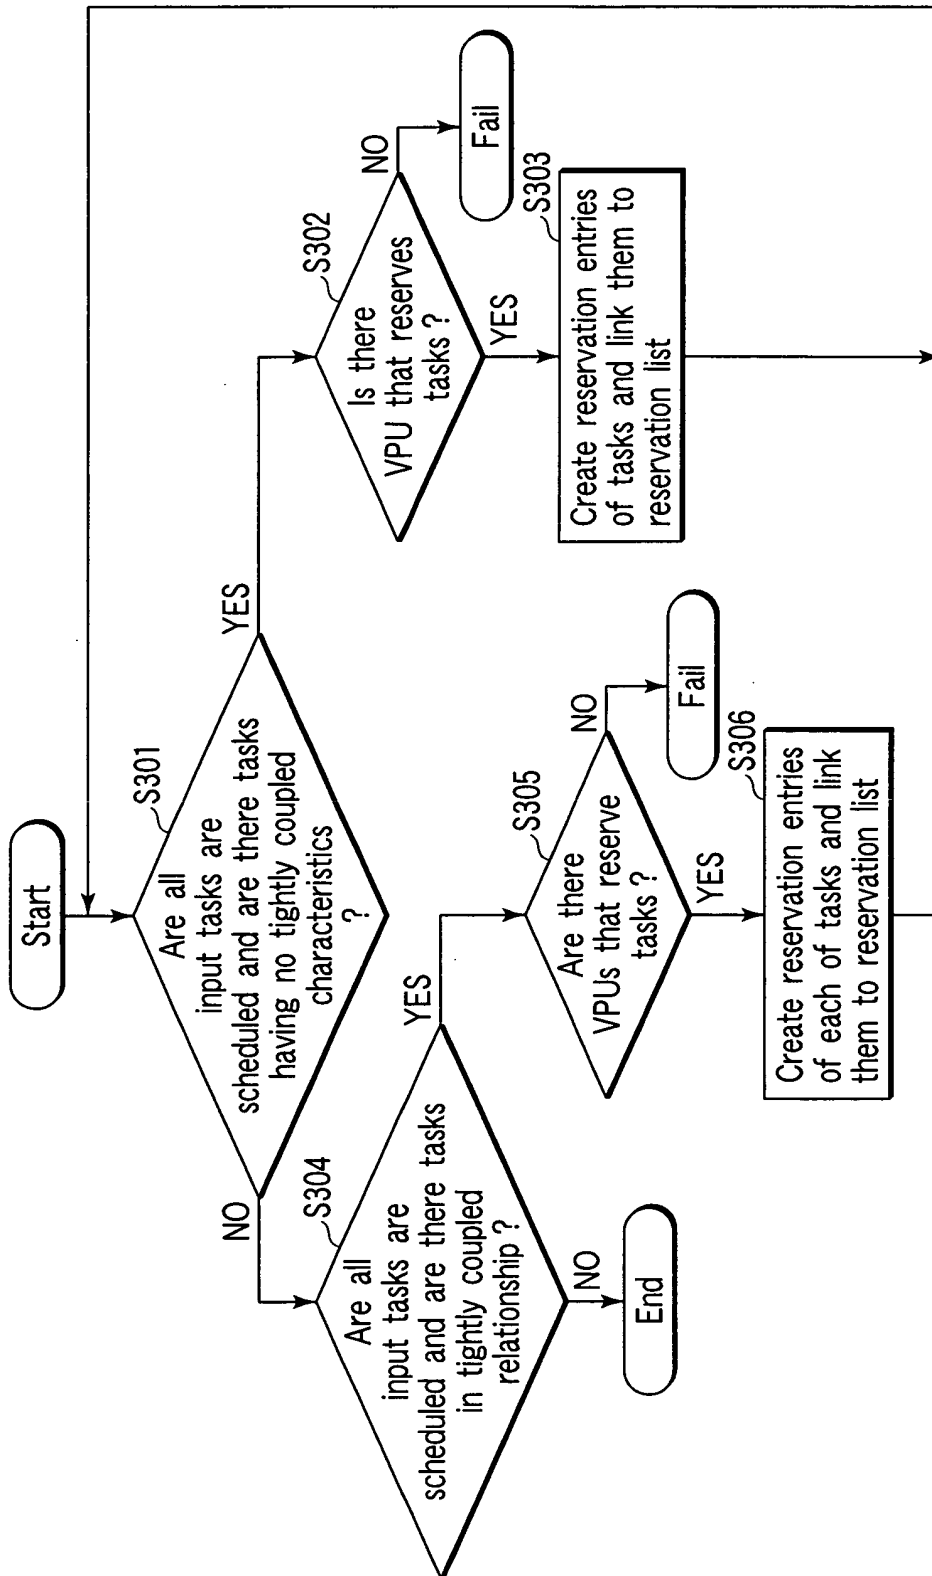 Start
S301
Are all
input tasks are
scheduled and are there tasks
having no tightly coupled
characteristics
?
YES
NO
S302
Is there
VPU that reserves
tasks ?
NO
Fail
YES
S303
Create reservation entries
of tasks and link them to
reservation list
S304
Are all
input tasks are
scheduled and are there tasks
in tightly coupled
relationship ?
YES
NO
End
S305
Are there
VPUs that reserve
tasks ?
NO
Fail
YES
S306
Create reservation entries
of each of tasks and link
them to reservation list